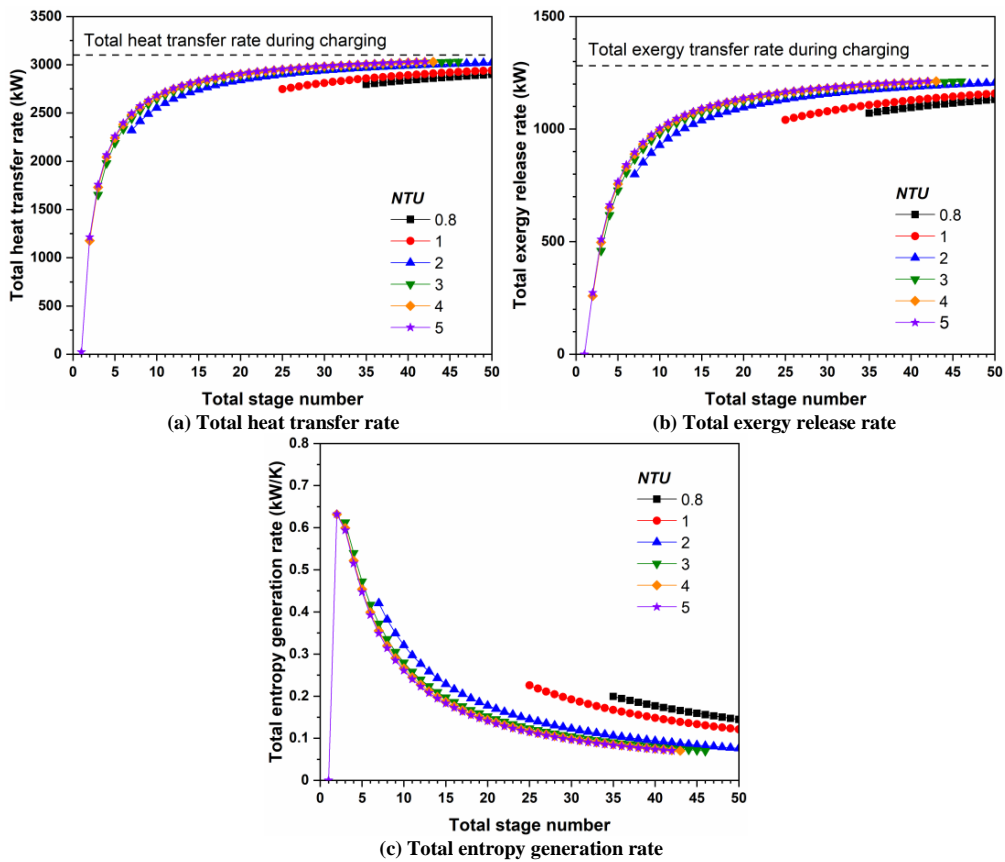 3500
Total heat transfer rate during charging
3000
2500
2000
1500
1000
500
0
Total heat transfer rate (kW)
NTU
0.8
1
2
3
4
5
0 5 10 15 20 25 30 35 40 45 50
Total stage number
(a) Total heat transfer rate
1500
Total exergy transfer rate during charging
1000
500
0
Total exergy release rate (kW)
NTU
0.8
1
2
3
4
5
0 5 10 15 20 25 30 35 40 45 50
Total stage number
(b) Total exergy release rate
0.8
0.7
0.6
0.5
0.4
0.3
0.2
0.1
0
Total entropy generation rate (kW/K)
NTU
0.8
1
2
3
4
5
0 5 10 15 20 25 30 35 40 45 50
Total stage number
(c) Total entropy generation rate